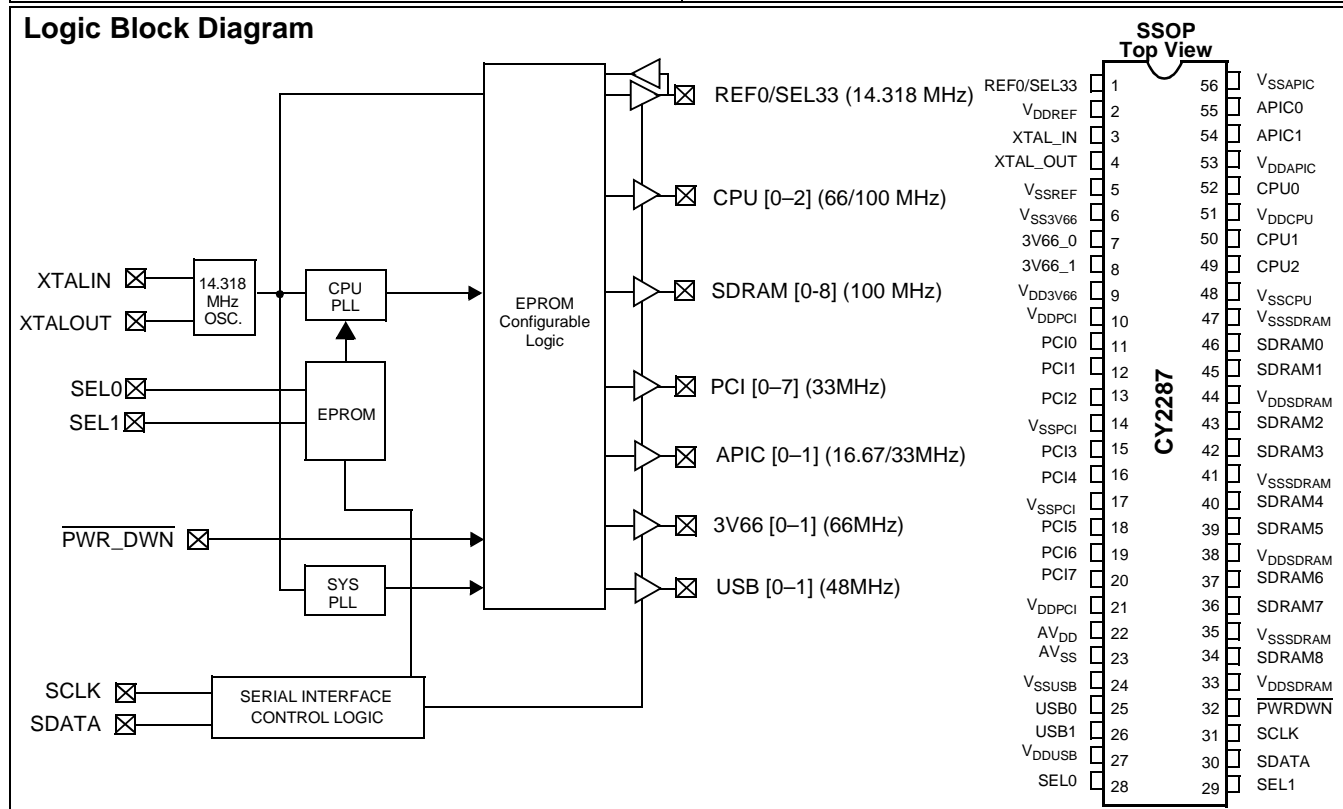 Logic Block Diagram
XTALIN
XTALOUT
14.318
MHz
OSC.
CPU
PLL
SEL0
SEL1
EPROM
PWR_DWN
SYS
PLL
SCLK
SDATA
SERIAL INTERFACE
CONTROL LOGIC
EPROM
Configurable
Logic
REF0/SEL33 (14.318 MHz)
CPU [0–2] (66/100 MHz)
SDRAM [0-8] (100 MHz)
PCI [0–7] (33MHz)
APIC [0–1] (16.67/33MHz)
3V66 [0–1] (66MHz)
USB [0–1] (48MHz)
SSOP
Top View
CY2287
REF0/SEL33 1
VDDREF 2
XTAL_IN 3
XTAL_OUT 4
VSSREF 5
VSS3V66 6
3V66_0 7
3V66_1 8
VDD3V66 9
VDDPCI 10
PCI0 11
PCI1 12
PCI2 13
VSSPCI 14
PCI3 15
PCI4 16
VSSPCI 17
PCI5 18
PCI6 19
PCI7 20
VDDPCI 21
AVDD 22
AVSS 23
VSSUSB 24
USB0 25
USB1 26
VDDUSB 27
SEL0 28
56 VSSAPIC
55 APIC0
54 APIC1
53 VDDAPIC
52 CPU0
51 VDDCPU
50 CPU1
49 CPU2
48 VSSCPU
47 VSSSDRAM
46 SDRAM0
45 SDRAM1
44 VDDSDRAM
43 SDRAM2
42 SDRAM3
41 VSSSDRAM
40 SDRAM4
39 SDRAM5
38 VDDSDRAM
37 SDRAM6
36 SDRAM7
35 VSSSDRAM
34 SDRAM8
33 VDDSDRAM
32 PWRDWN
31 SCLK
30 SDATA
29 SEL1